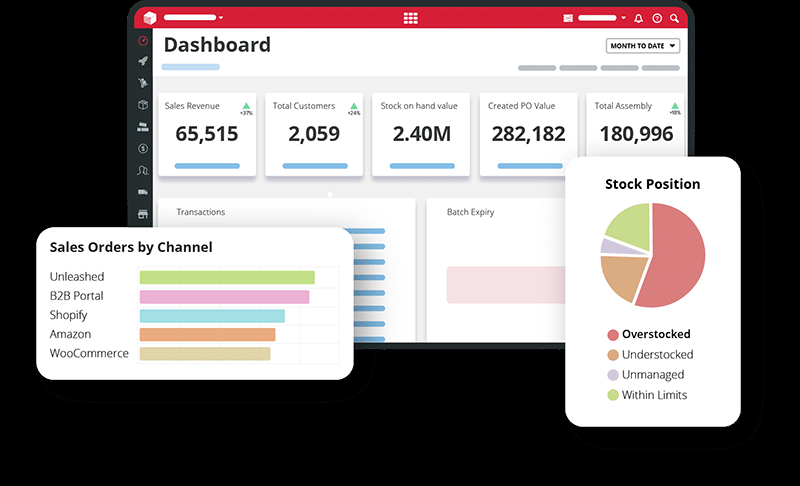 Dashboard
MONTH TO DATE
Sales Revenue
+37%
65,515
Total Customers
+24%
2,059
Stock on hand value
2.40M
Created PO Value
282,182
Total Assembly
+18%
180,996
Transactions
Batch Expiry
Sales Orders by Channel
Unleashed
B2B Portal
Shopify
Amazon
WooCommerce
Stock Position
Overstocked
Understocked
Unmanaged
Within Limits